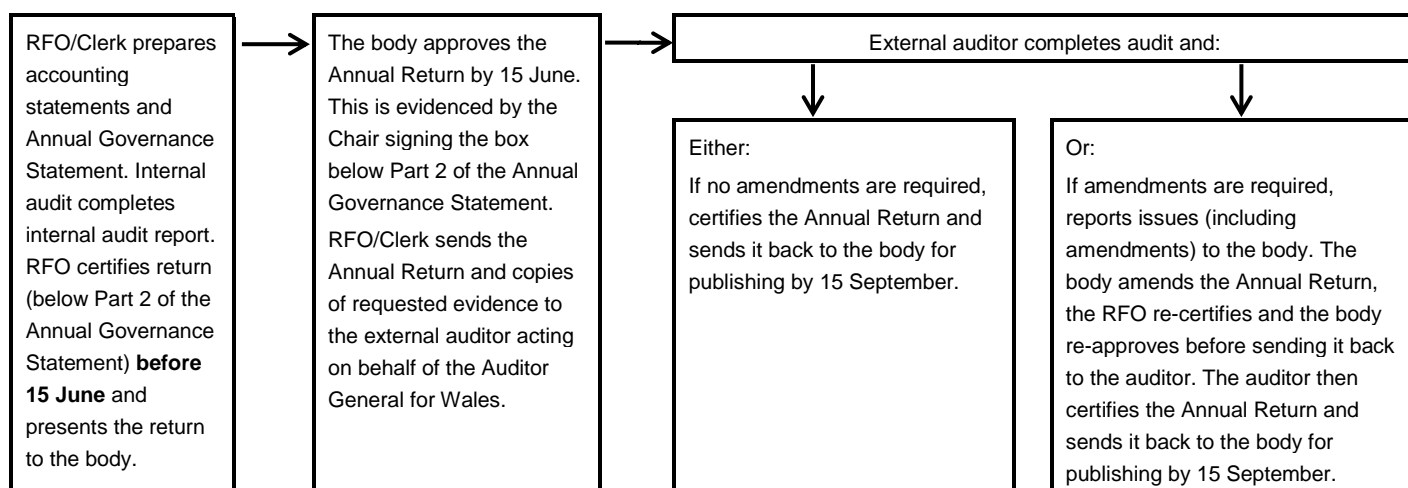 RFO/Clerk prepares
accounting
statements and
Annual Governance
Statement. Internal
audit completes
internal audit report.
RFO certifies return
(below Part 2 of the
Annual Governance
Statement) before
15 June and
presents the return
to the body.
The body approves the
Annual Return by 15 June.
This is evidenced by the
Chair signing the box
below Part 2 of the Annual
Governance Statement.
RFO/Clerk sends the
Annual Return and copies
of requested evidence to
the external auditor acting
on behalf of the Auditor
General for Wales.
External auditor completes audit and:
Either:
If no amendments are required,
certifies the Annual Return and
sends it back to the body for
publishing by 15 September.
Or:
If amendments are required,
reports issues (including
amendments) to the body. The
body amends the Annual Return,
the RFO re-certifies and the body
re-approves before sending it back
to the auditor. The auditor then
certifies the Annual Return and
sends it back to the body for
publishing by 15 September.